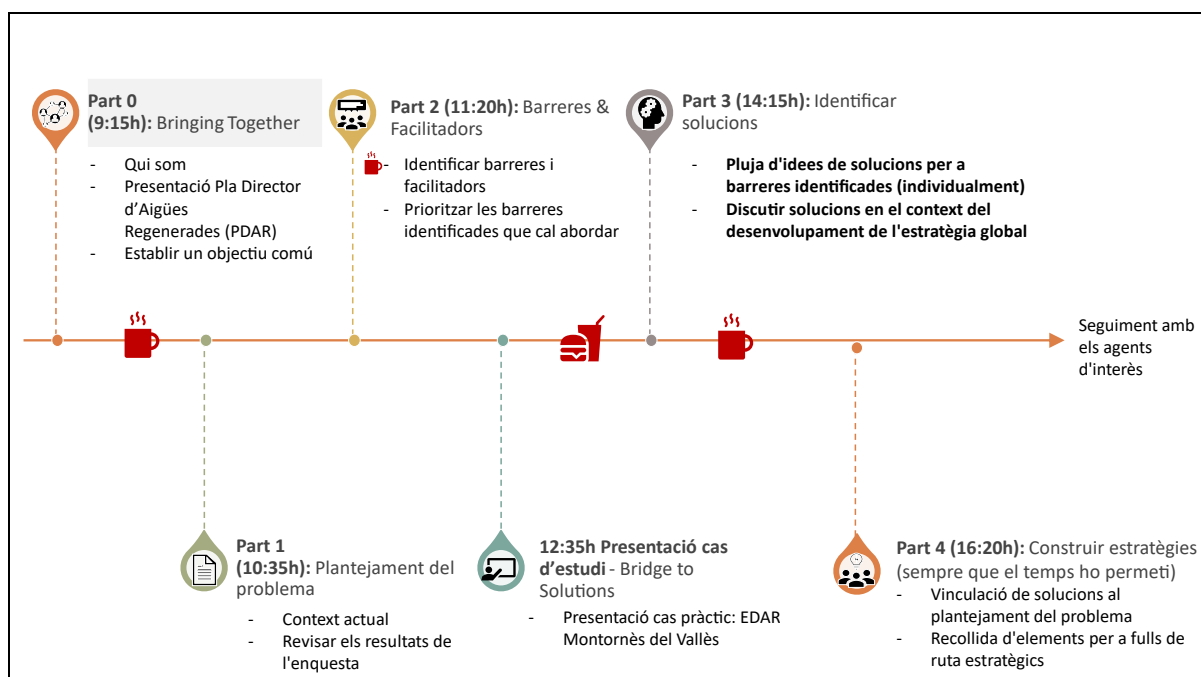 Part 0
(9:15h): Bringing Together
- Qui som
- Presentació Pla Director
d'Aigües
Regenerades (PDAR)
- Establir un objectiu comú
Part 2 (11:20h): Barreres &
Facilitadors
- Identificar barreres i
facilitadors
- Prioritzar les barreres
identificades que cal abordar
Part 3 (14:15h): Identificar
solucions
- Pluja d'idees de solucions per a
barreres identificades (individualment)
- Discutir solucions en el context del
desenvolupament de l'estratègia global
Seguiment amb
els agents
d'interès
Part 1
(10:35h): Plantejament del
problema
- Context actual
- Revisar els resultats de
l'enquesta
12:35h Presentació cas
d'estudi - Bridge to
Solutions
- Presentació cas pràctic: EDAR
Montornès del Vallès
Part 4 (16:20h): Construir estratègies
(sempre que el temps ho permeti)
- Vinculació de solucions al
plantejament del problema
- Recollida d'elements per a fulls de
ruta estratègics